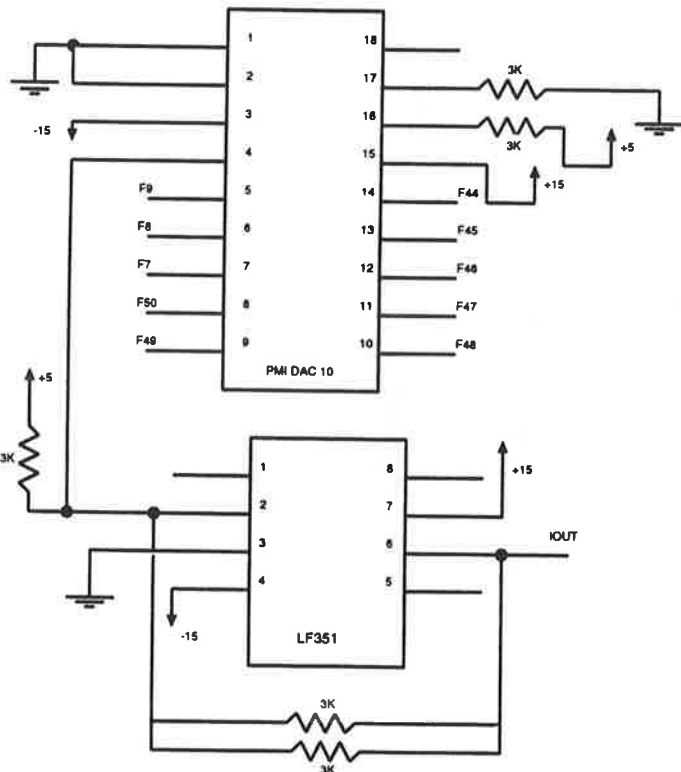 1 18
3K
2 17
-15 3 16
3K +5
4 15
+15
F9 5 14 F44
F8 6 13 F45
F7 7 12 F46
F50 8 11 F47
F49 9 10 F48
PMI DAC 10
+5
3K
1 8
+15
2 7
3 6 IOUT
4 5
-15
LF351
3K
3K